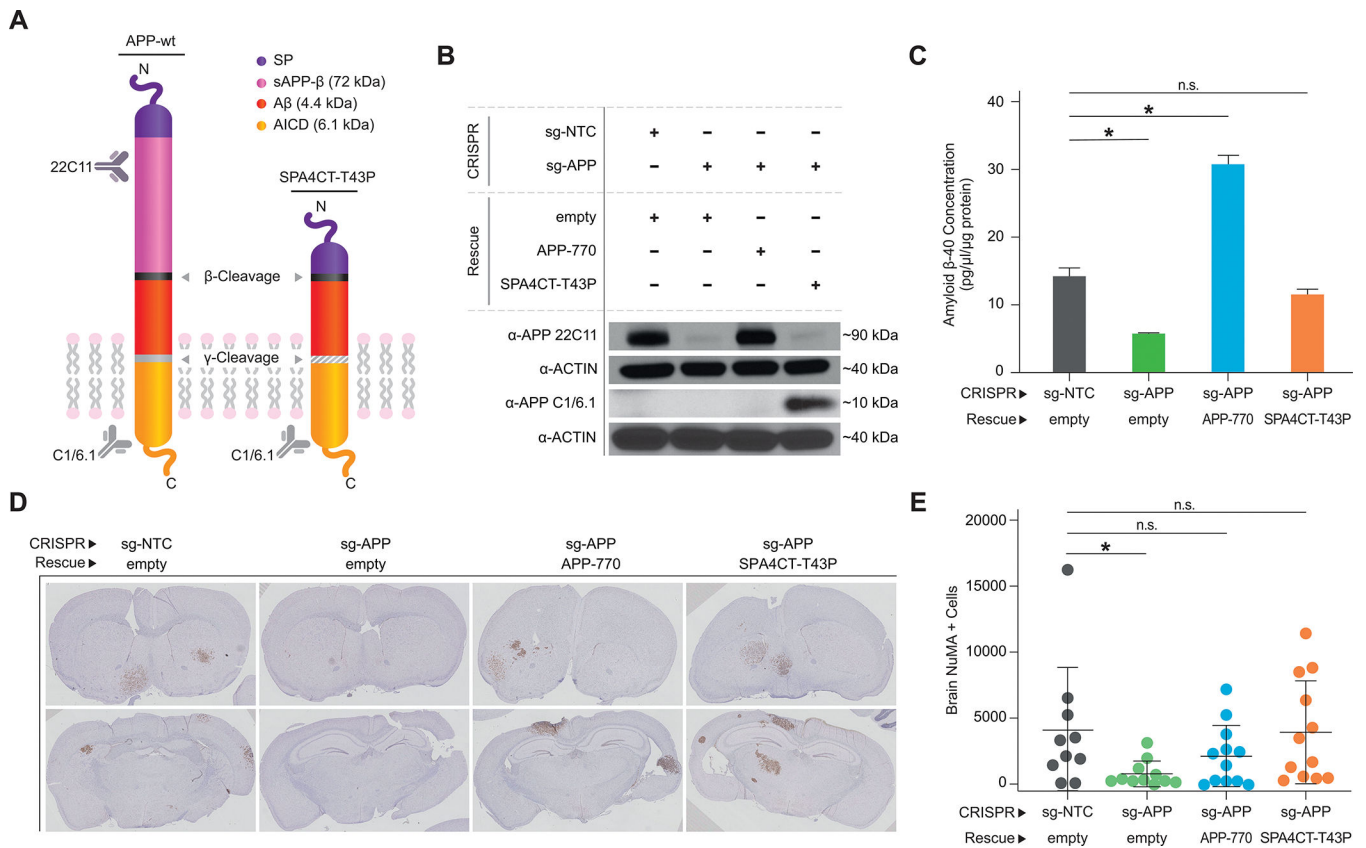 A
APP-wt
N
SP
sAPP-β (72 kDa)
Aβ (4.4 kDa)
AICD (6.1 kDa)
22C11
SPA4CT-T43P
N
β-Cleavage
γ-Cleavage
C1/6.1
C1/6.1
C
C
B
CRISPR
sg-NTC + – – –
sg-APP – + + +
Rescue
empty + + – –
APP-770 – – + –
SPA4CT-T43P – – – +
α-APP 22C11 ~90 kDa
α-ACTIN ~40 kDa
α-APP C1/6.1 ~10 kDa
α-ACTIN ~40 kDa
C
n.s.
*
*
Amyloid β-40 Concentration
(pg/µl/µg protein)
40
30
20
10
0
CRISPR▶ sg-NTC sg-APP sg-APP sg-APP
Rescue▶ empty empty APP-770 SPA4CT-T43P
D
CRISPR▶ sg-NTC sg-APP sg-APP sg-APP
Rescue▶ empty empty APP-770 SPA4CT-T43P
E
n.s.
n.s.
*
Brain NuMA + Cells
20000
15000
10000
5000
0
CRISPR▶ sg-NTC sg-APP sg-APP sg-APP
Rescue▶ empty empty APP-770 SPA4CT-T43P